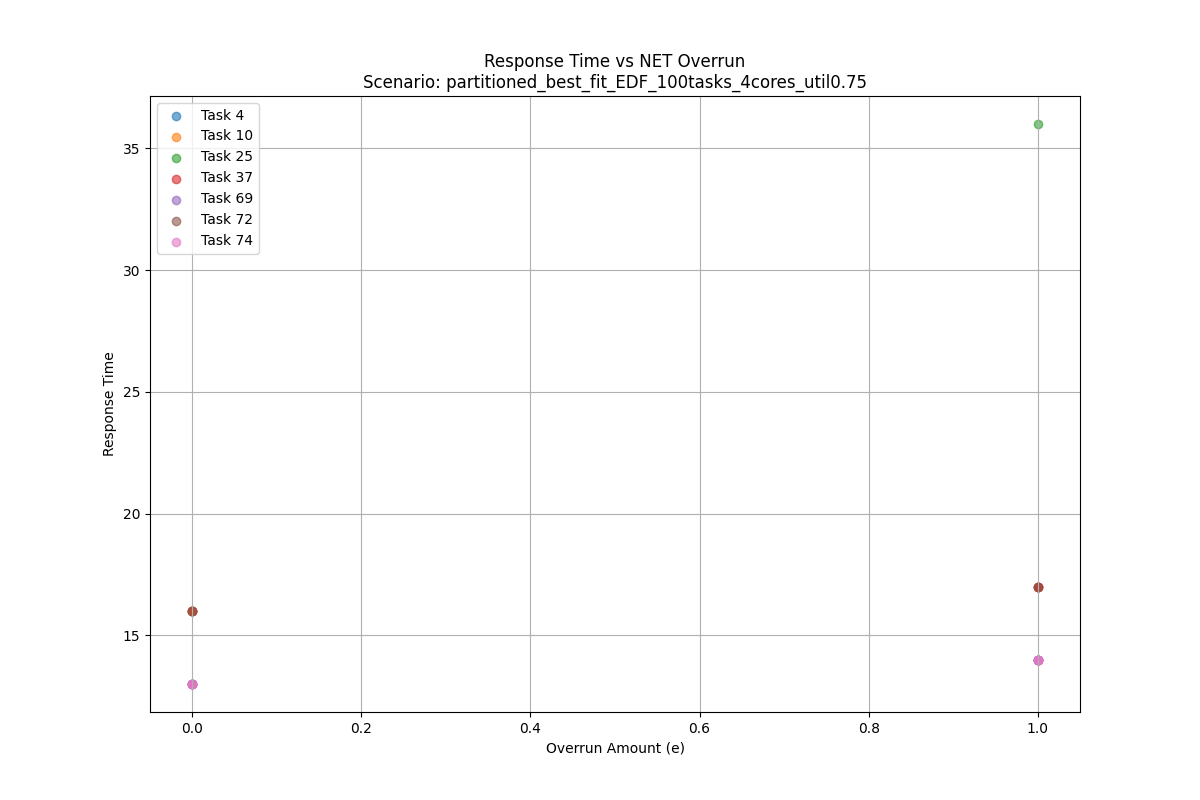 Response Time vs NET Overrun
Scenario: partitioned_best_fit_EDF_100tasks_4cores_util0.75
Task 4
Task 10
Task 25
Task 37
Task 69
Task 72
Task 74
35
30
25
20
15
Response Time
0.0 0.2 0.4 0.6 0.8 1.0
Overrun Amount (e)